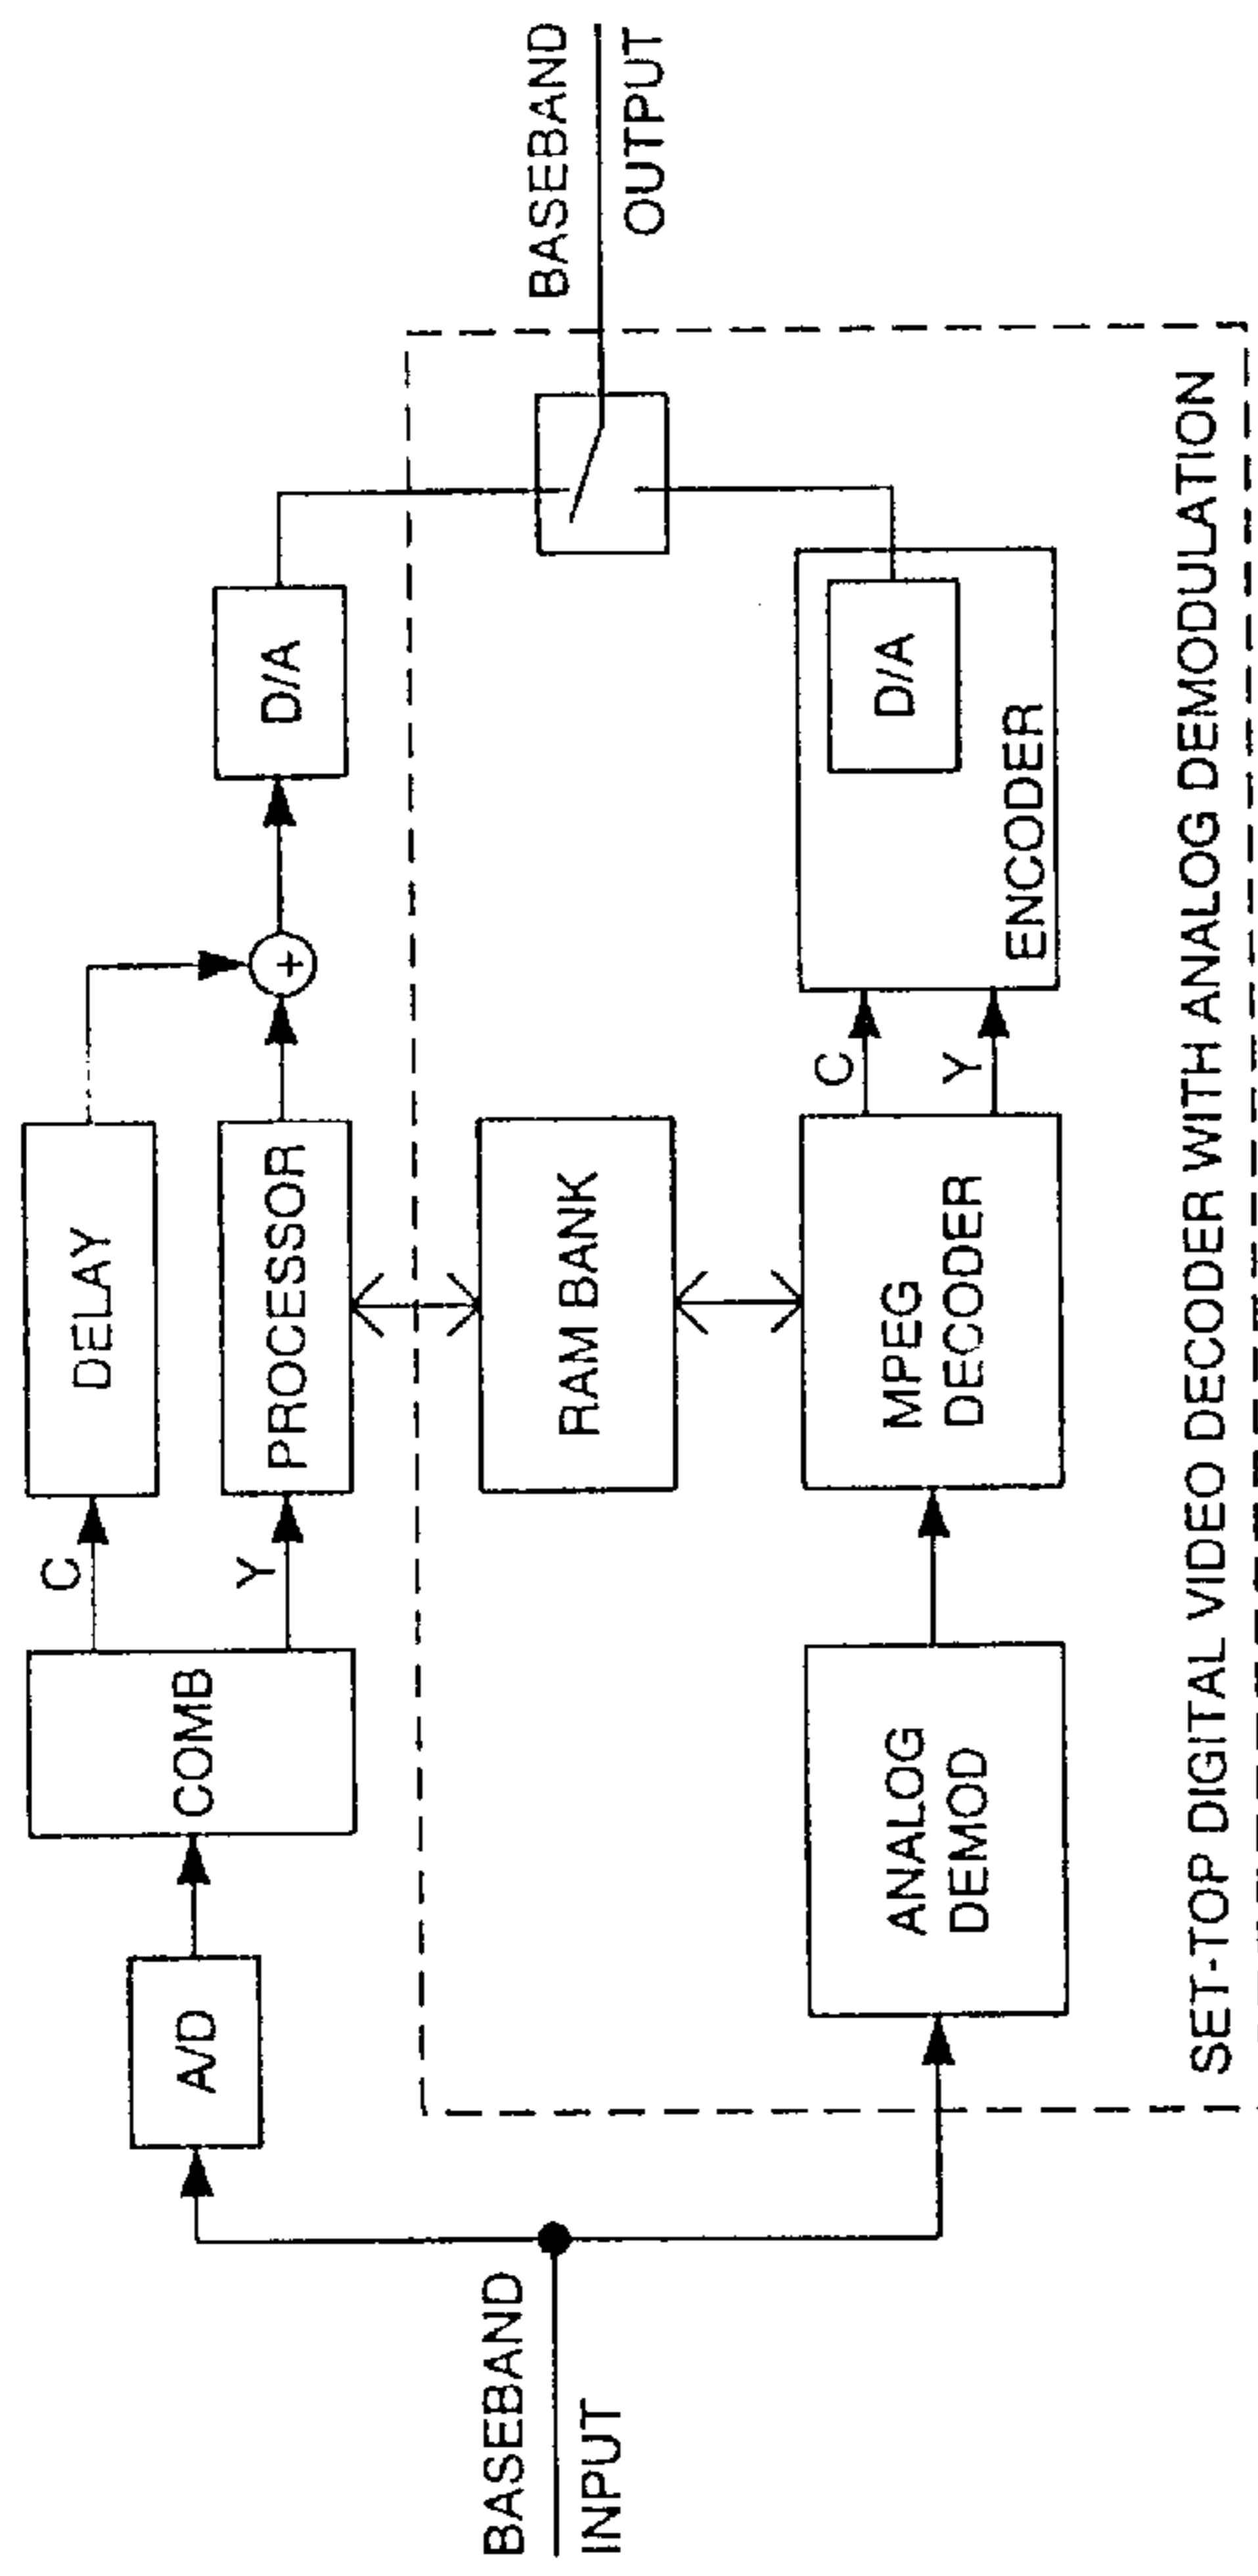 BASEBAND
INPUT
A/D
COMB
C
Y
DELAY
PROCESSOR
+
D/A
RAM BANK
ANALOG
DEMOD
MPEG
DECODER
C
Y
D/A
ENCODER
BASEBAND
OUTPUT
SET-TOP DIGITAL VIDEO DECODER WITH ANALOG DEMODULATION